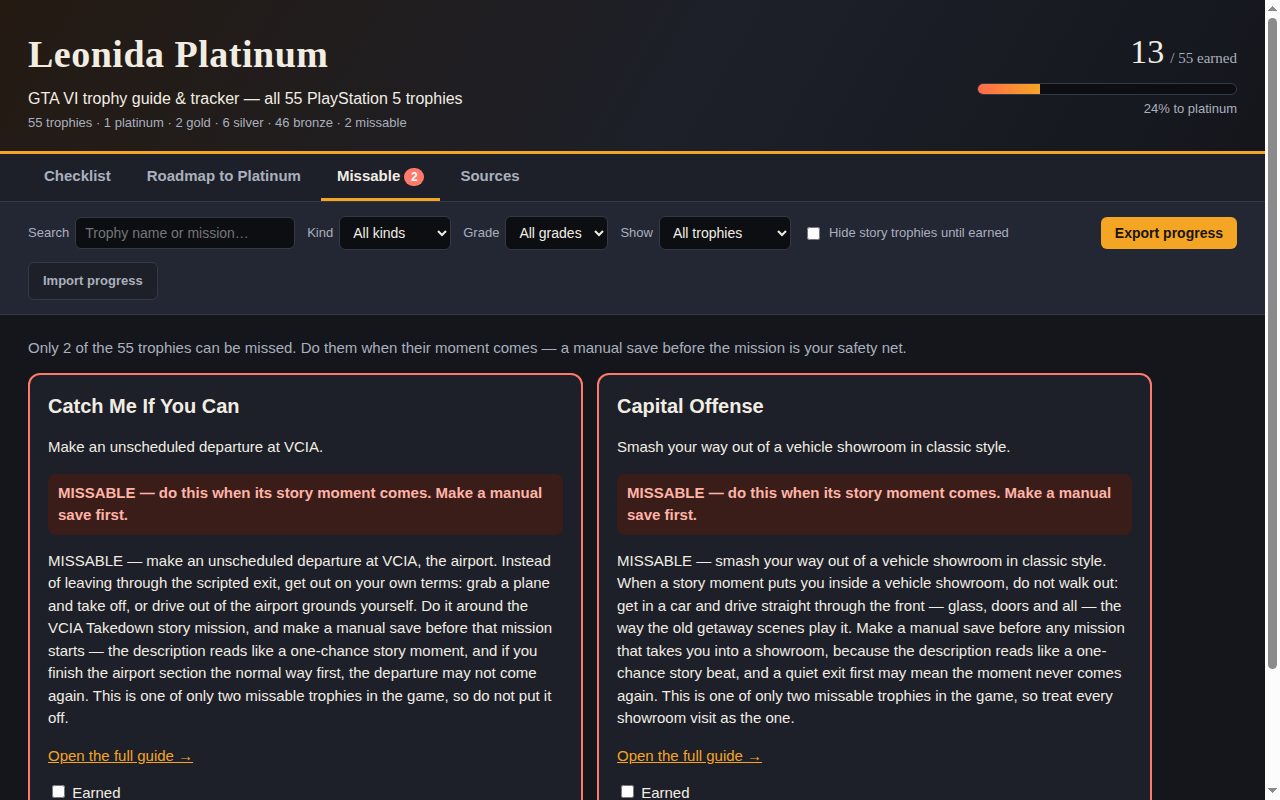 Leonida Platinum
GTA VI trophy guide & tracker — all 55 PlayStation 5 trophies
55 trophies · 1 platinum · 2 gold · 6 silver · 46 bronze · 2 missable
13 / 55 earned
24% to platinum
Checklist Roadmap to Platinum Missable 2 Sources
Search Trophy name or mission… Kind All kinds Grade All grades Show All trophies Hide story trophies until earned Export progress
Import progress
Only 2 of the 55 trophies can be missed. Do them when their moment comes — a manual save before the mission is your safety net.
Catch Me If You Can
Make an unscheduled departure at VCIA.
MISSABLE — do this when its story moment comes. Make a manual
save first.
MISSABLE — make an unscheduled departure at VCIA, the airport. Instead
of leaving through the scripted exit, get out on your own terms: grab a plane
and take off, or drive out of the airport grounds yourself. Do it around the
VCIA Takedown story mission, and make a manual save before that mission
starts — the description reads like a one-chance story moment, and if you
finish the airport section the normal way first, the departure may not come
again. This is one of only two missable trophies in the game, so do not put it
off.
Open the full guide →
Earned
Capital Offense
Smash your way out of a vehicle showroom in classic style.
MISSABLE — do this when its story moment comes. Make a manual
save first.
MISSABLE — smash your way out of a vehicle showroom in classic style.
When a story moment puts you inside a vehicle showroom, do not walk out:
get in a car and drive straight through the front — glass, doors and all — the
way the old getaway scenes play it. Make a manual save before any mission
that takes you into a showroom, because the description reads like a one-
chance story beat, and a quiet exit first may mean the moment never comes
again. This is one of only two missable trophies in the game, so treat every
showroom visit as the one.
Open the full guide →
Earned